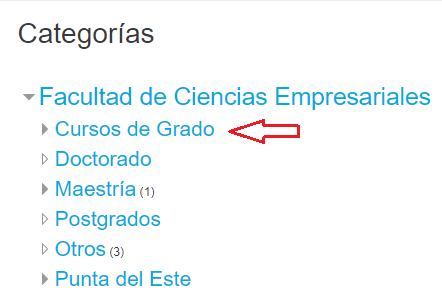 Categorías
Facultad de Ciencias Empresariales
Cursos de Grado
Doctorado
Maestría (1)
Postgrados
Otros (3)
Punta del Este